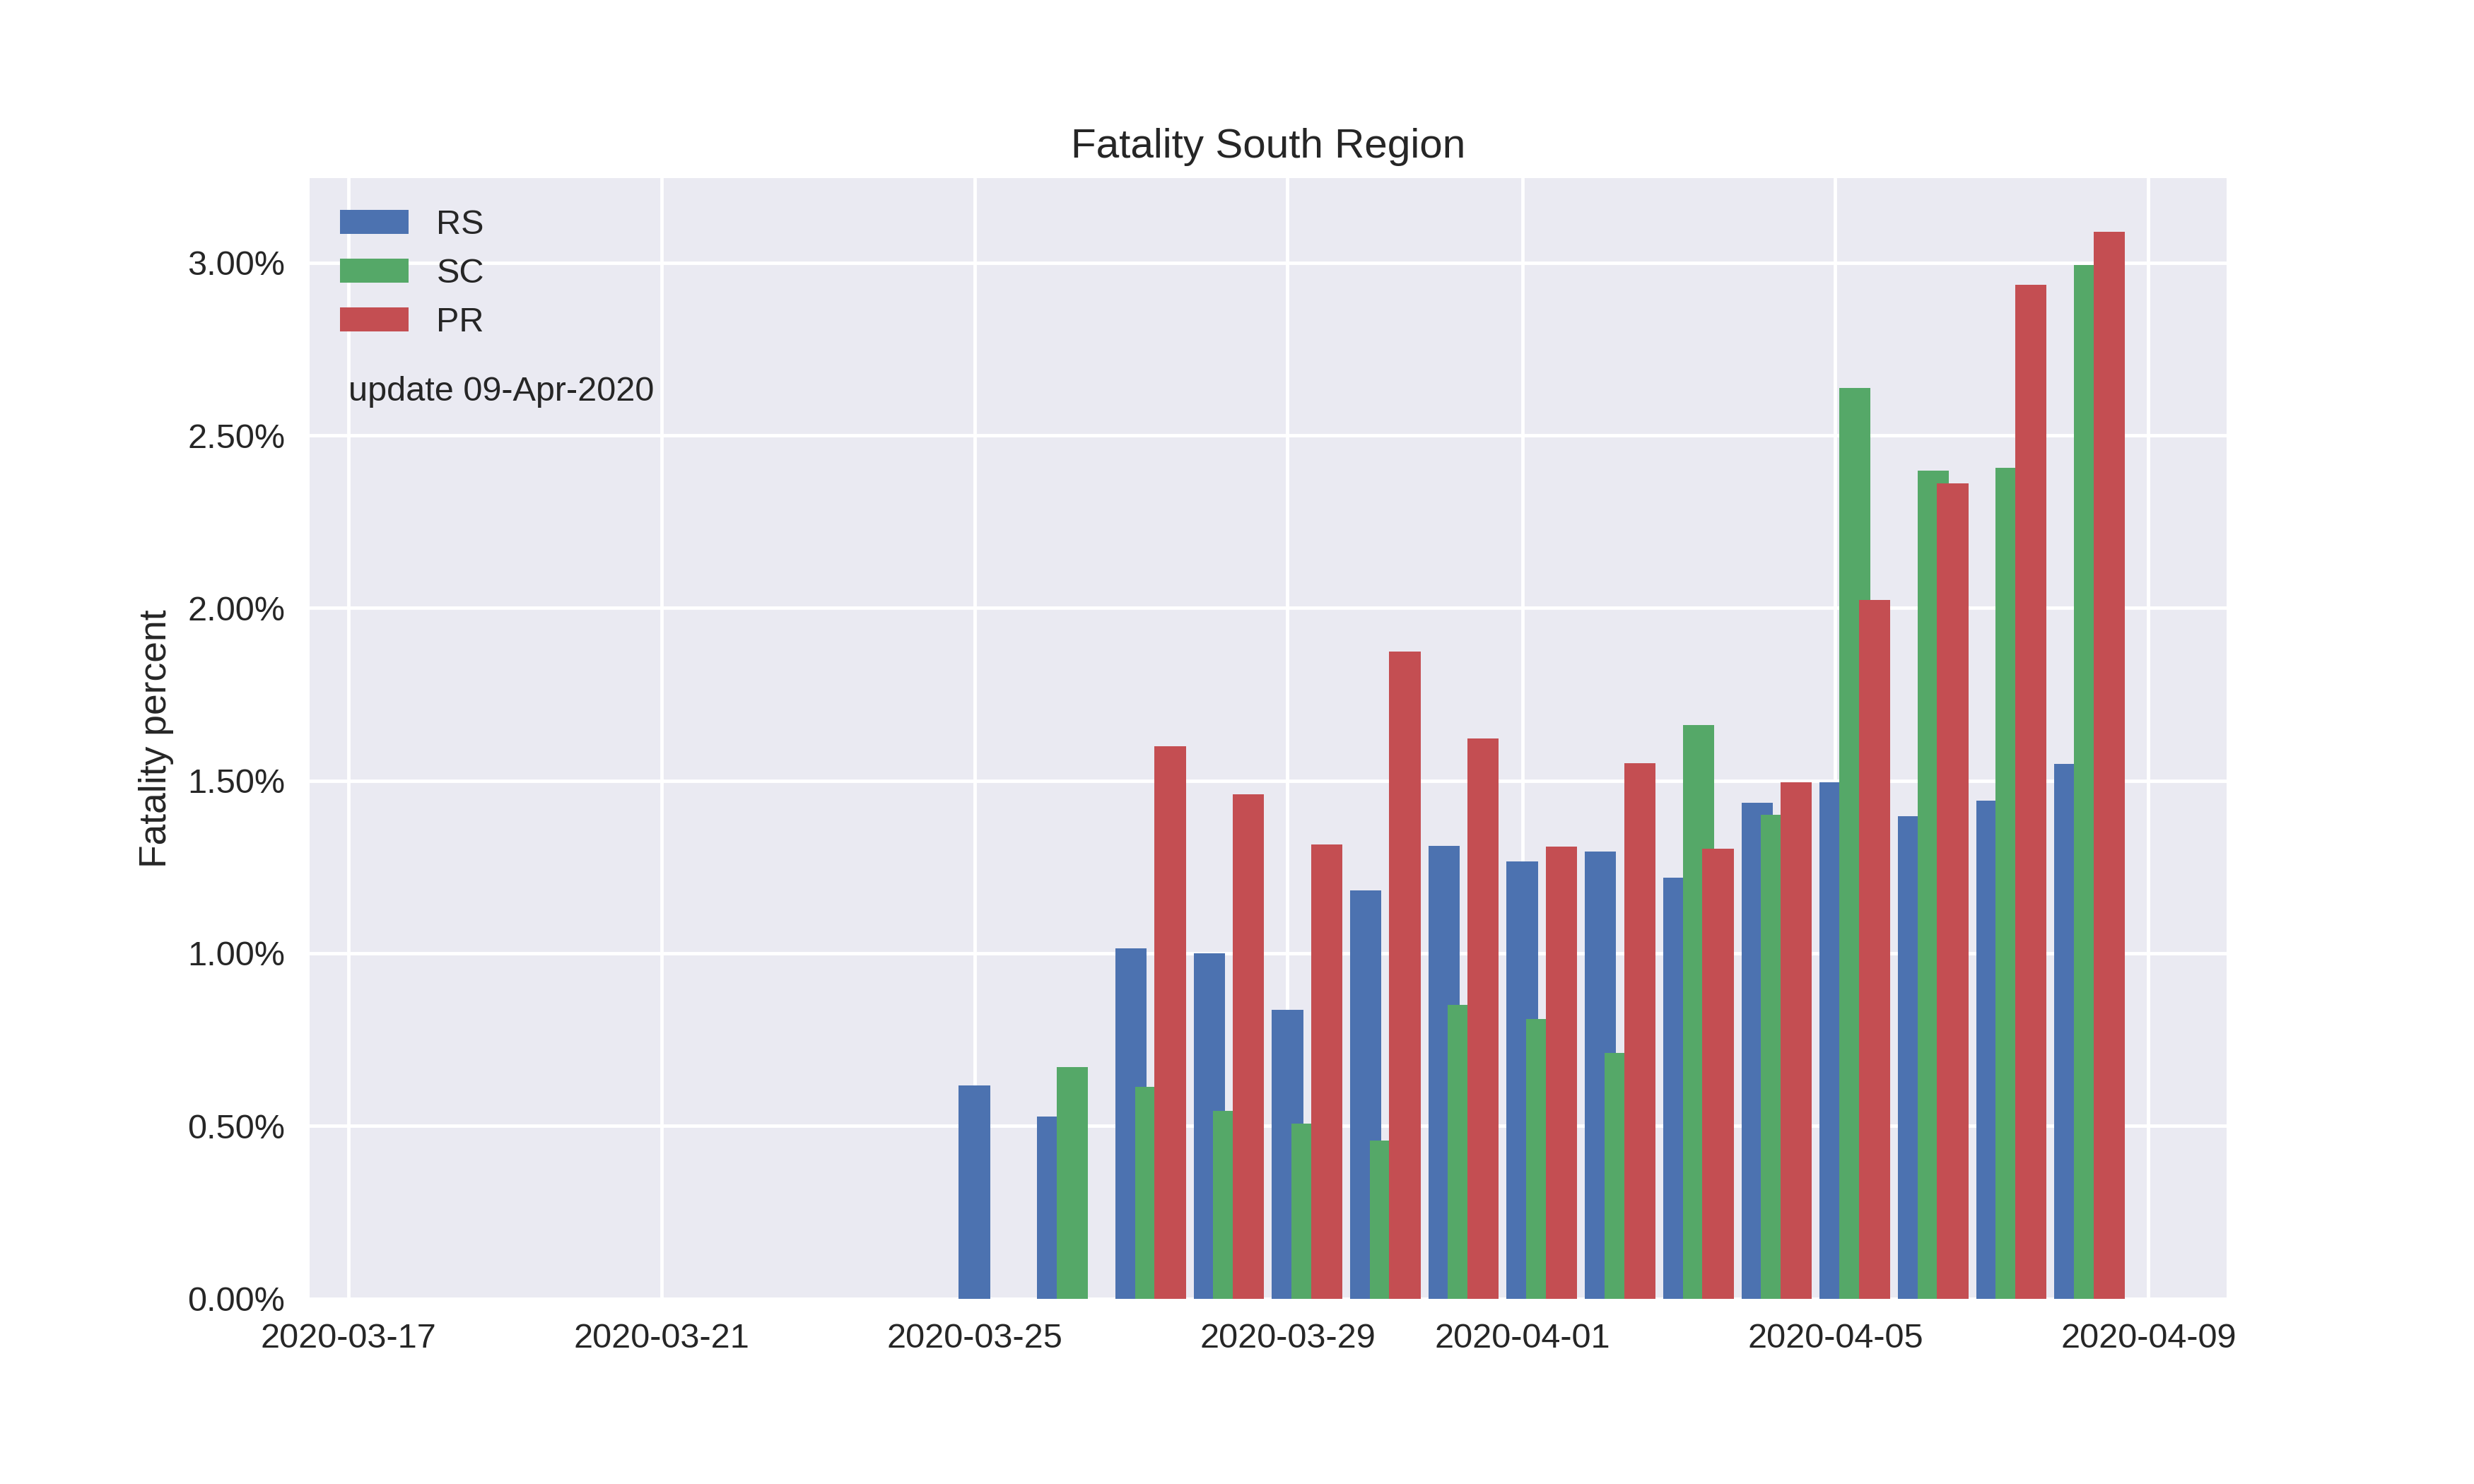 Fatality South Region
RS
SC
PR
update 09-Apr-2020
Fatality percent
3.00%
2.50%
2.00%
1.50%
1.00%
0.50%
0.00%
2020-03-17
2020-03-21
2020-03-25
2020-03-29
2020-04-01
2020-04-05
2020-04-09